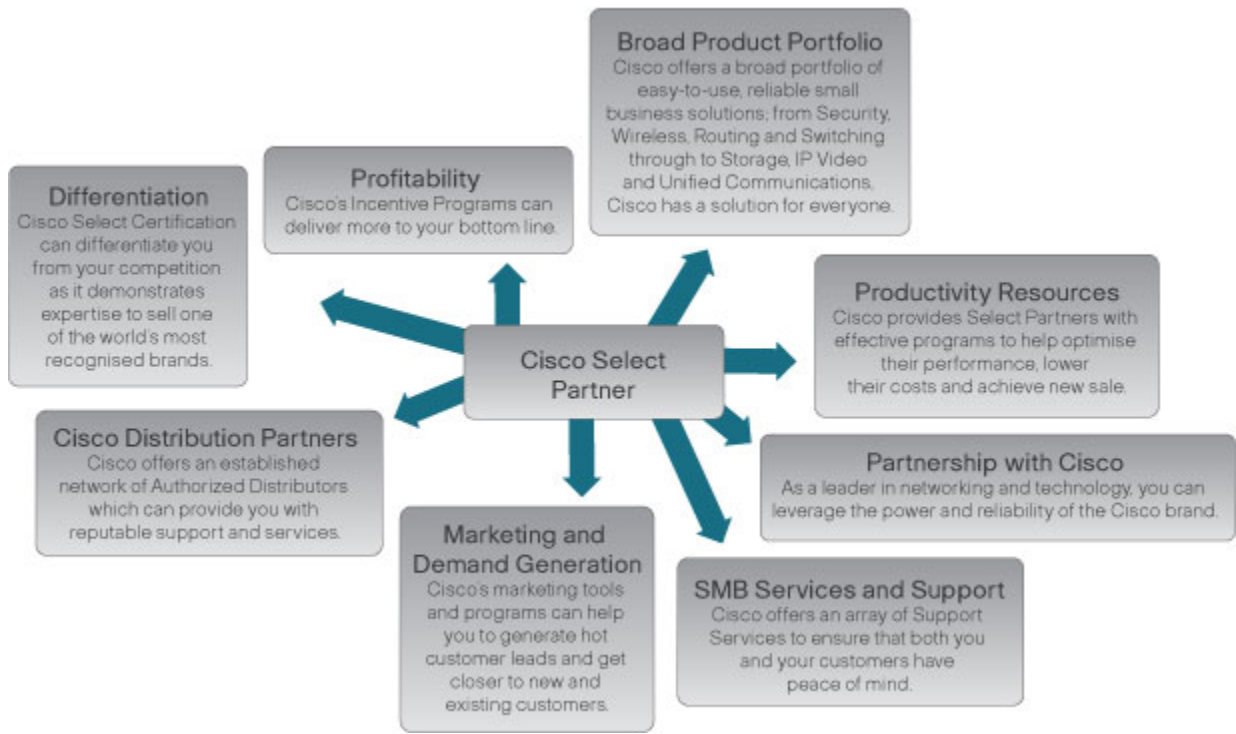 Broad Product Portfolio
Cisco offers a broad portfolio of
easy-to-use, reliable small
business solutions; from Security,
Wireless, Routing and Switching
through to Storage, IP Video
and Unified Communications,
Cisco has a solution for everyone.
Profitability
Cisco's Incentive Programs can
deliver more to your bottom line.
Differentiation
Cisco Select Certification
can differentiate you
from your competition
as it demonstrates
expertise to sell one
of the world's most
recognised brands.
Productivity Resources
Cisco provides Select Partners with
effective programs to help optimise
their performance, lower
their costs and achieve new sale.
Cisco Select
Partner
Cisco Distribution Partners
Cisco offers an established
network of Authorized Distributors
which can provide you with
reputable support and services.
Partnership with Cisco
As a leader in networking and technology, you can
leverage the power and reliability of the Cisco brand.
Marketing and
Demand Generation
Cisco's marketing tools
and programs can help
you to generate hot
customer leads and get
closer to new and
existing customers.
SMB Services and Support
Cisco offers an array of Support
Services to ensure that both you
and your customers have
peace of mind.